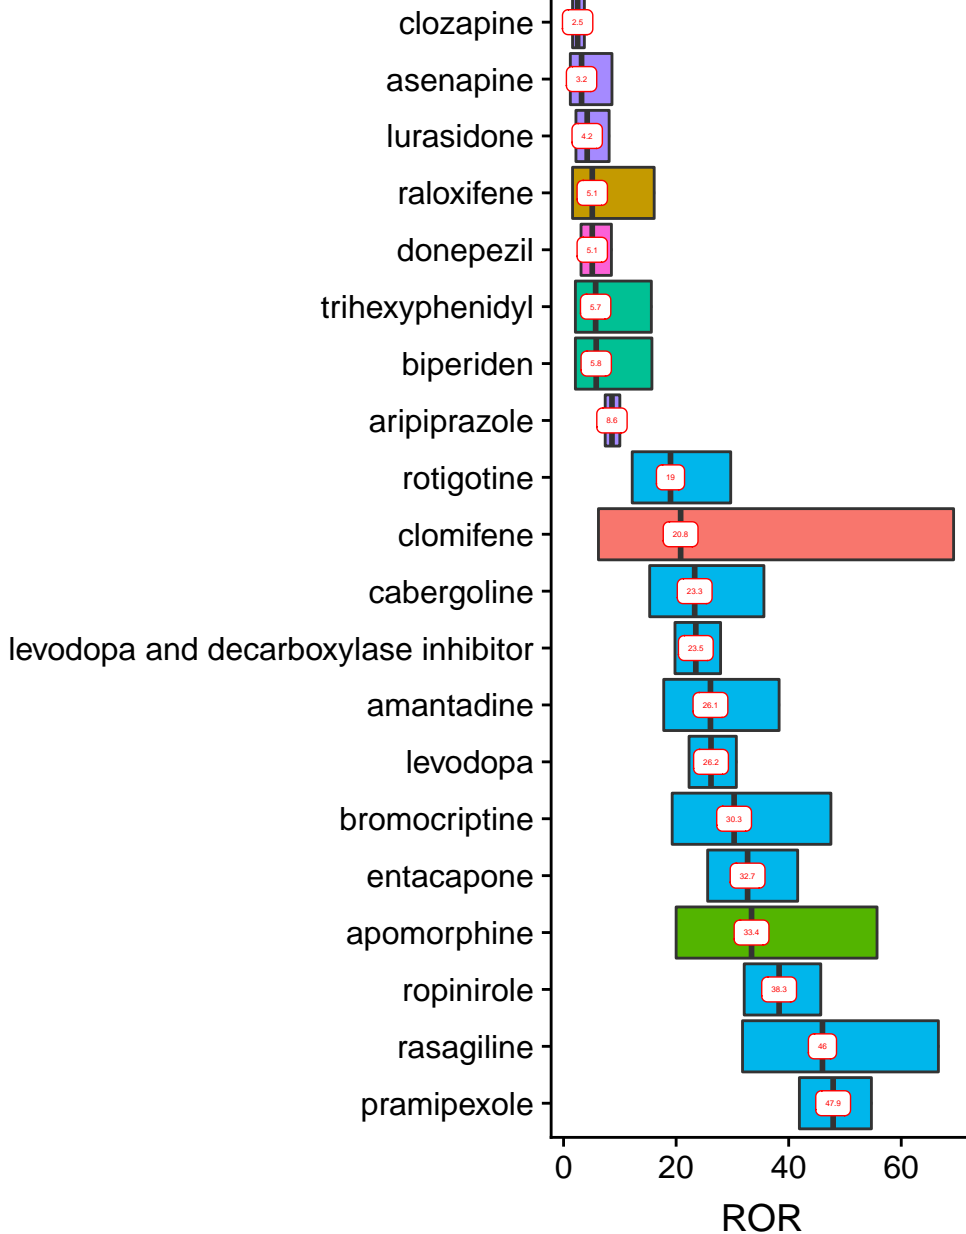 clozapine 2.5
asenapine 3.2
lurasidone 4.2
raloxifene 5.1
donepezil 5.1
trihexyphenidyl 5.7
biperiden 5.8
aripiprazole 8.6
rotigotine 19
clomifene 20.8
cabergoline 23.3
levodopa and decarboxylase inhibitor 23.5
amantadine 26.1
levodopa 26.2
bromocriptine 30.3
entacapone 32.7
apomorphine 33.4
ropinirole 38.3
rasagiline 46
pramipexole 47.9
0 20 40 60
ROR